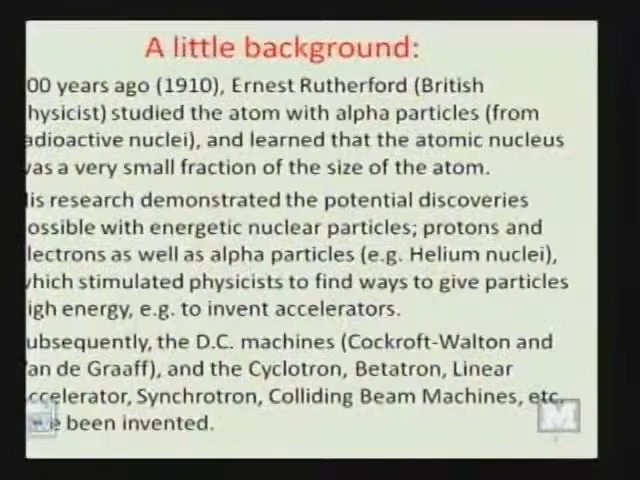 A little background:
00 years ago (1910), Ernest Rutherford (British
hysicist) studied the atom with alpha particles (from
adioactive nuclei), and learned that the atomic nucleus
vas a very small fraction of the size of the atom.
is research demonstrated the potential discoveries
ossible with energetic nuclear particles; protons and
lectrons as well as alpha particles (e.g. Helium nuclei),
which stimulated physicists to find ways to give particles
igh energy, e.g. to invent accelerators.
ubsequently, the D.C. machines (Cockroft-Walton and
an de Graaff), and the Cyclotron, Betatron, Linear
ccelerator, Synchrotron, Colliding Beam Machines, etc.
e been invented.
M